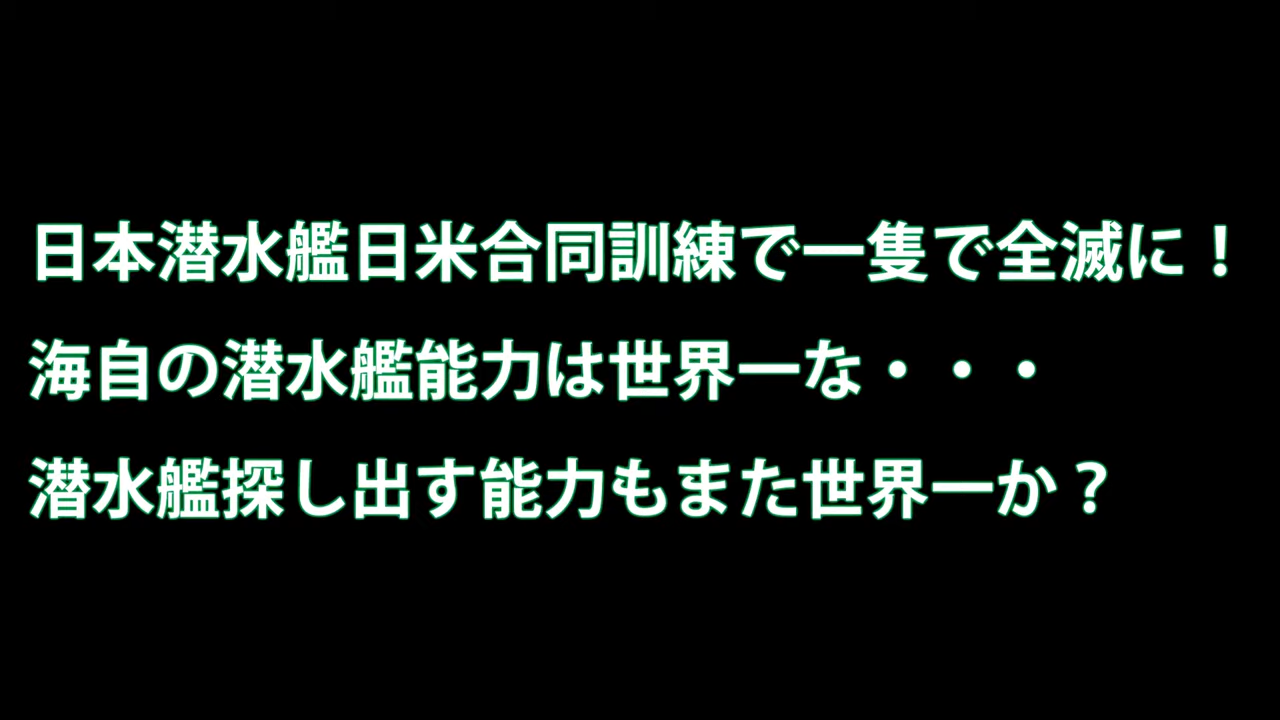 日本潜水艦日米合同訓練で一隻で全滅に！
海自の潜水艦能力は世界一な・・・
潜水艦探し出す能力もまた世界一か？